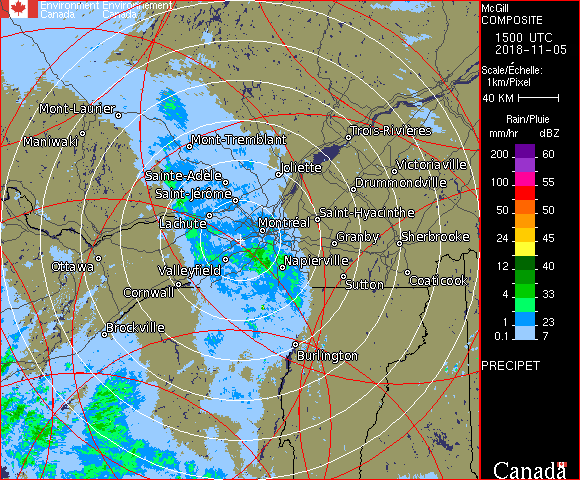 Environment Environnement
Canada Canada
McGill
COMPOSITE
1500 UTC
2018-11-05
Scale/Échelle:
1km/Pixel
40 KM
Rain/Pluie
mm/hr dBZ
200 60
100 55
50 50
24 45
12 40
4 33
1 23
0.1 7
PRECIPET
Canada
Mont-Laurier
Maniwaki
Mont-Tremblant
Trois-Rivières
Joliette
Victoriaville
Sainte-Adèle
Drummondville
Saint-Jérôme
Saint-Hyacinthe
Lachute
Montréal
Granby
Sherbrooke
Ottawa
Valleyfield
Napierville
Cornwall
Sutton
Coaticook
Brockville
Burlington